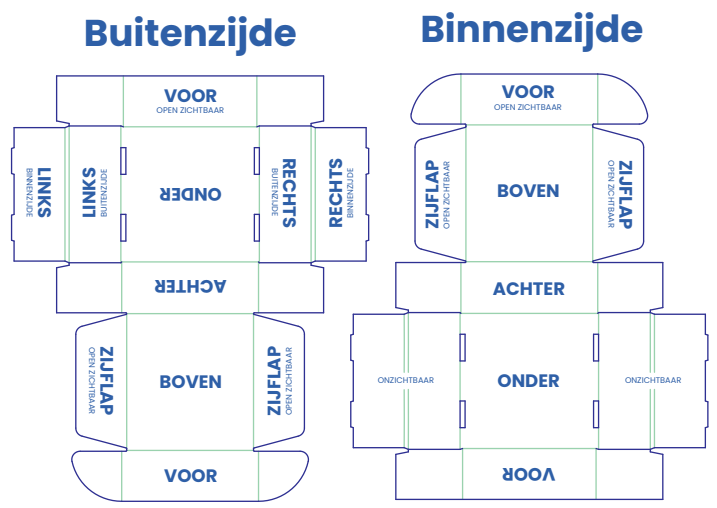 Buitenzijde
VOOR
OPEN ZICHTBAAR
LINKS
BINNENZIJDE
LINKS
BUITENZIJDE
ONDER
RECHTS
BUITENZIJDE
RECHTS
BINNENZIJDE
ACHTER
ZIJFLAP
OPEN ZICHTBAAR
BOVEN
ZIJFLAP
OPEN ZICHTBAAR
VOOR
Binnenzijde
VOOR
OPEN ZICHTBAAR
ZIJFLAP
OPEN ZICHTBAAR
BOVEN
ZIJFLAP
OPEN ZICHTBAAR
ACHTER
ONZICHTBAAR
ONDER
ONZICHTBAAR
VOOR